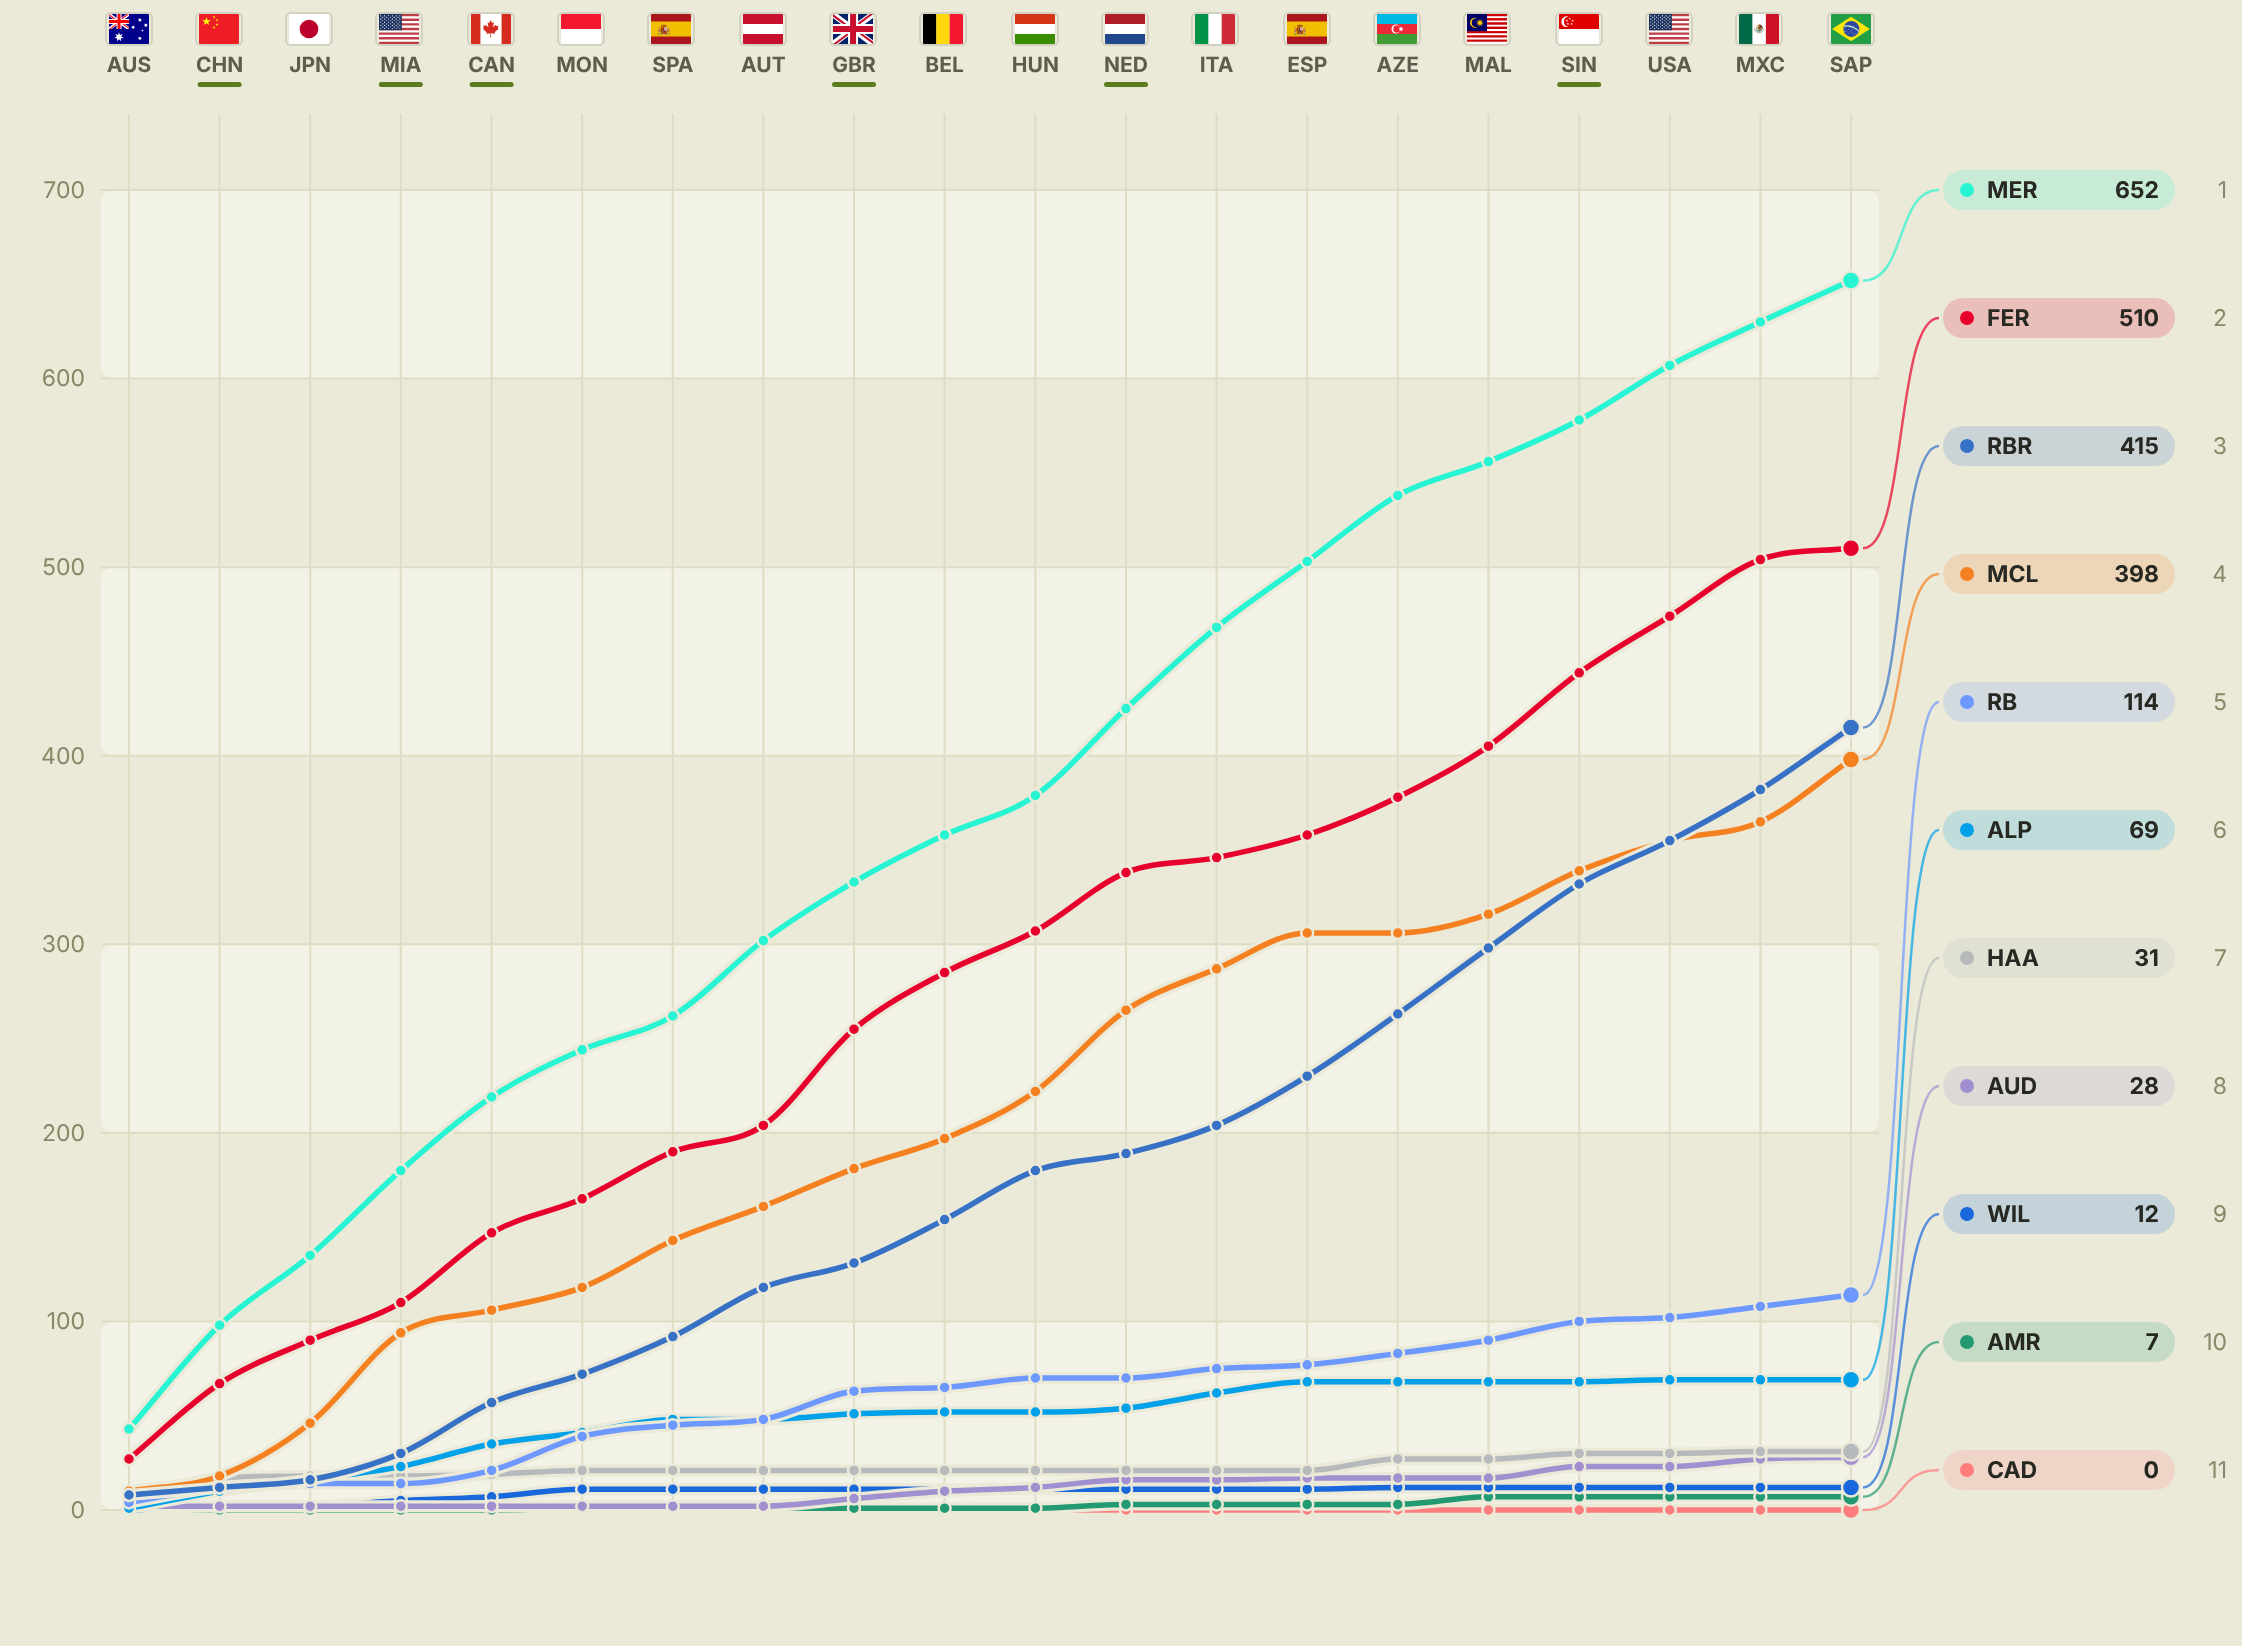 AUS CHN JPN MIA CAN MON SPA AUT GBR BEL HUN NED ITA ESP AZE MAL SIN USA MXC SAP
700
600
500
400
300
200
100
0
MER 652 1
FER 510 2
RBR 415 3
MCL 398 4
RB 114 5
ALP 69 6
HAA 31 7
AUD 28 8
WIL 12 9
AMR 7 10
CAD 0 11